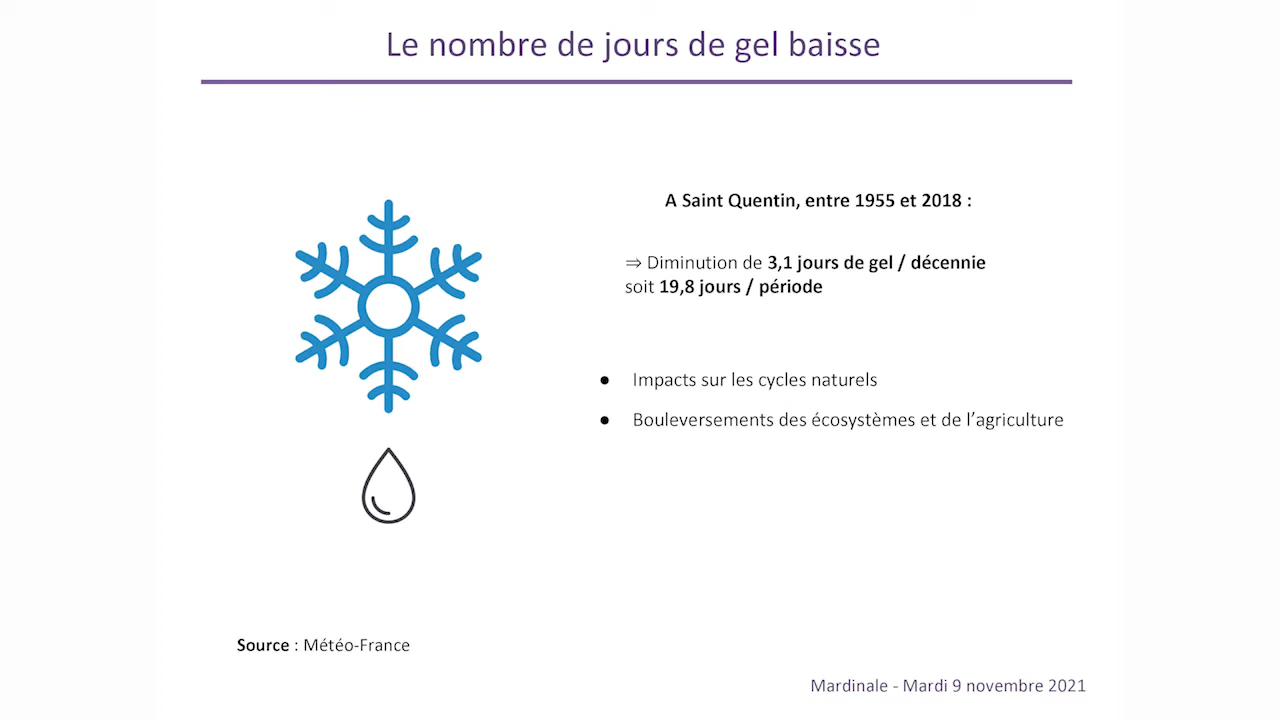 Le nombre de jours de gel baisse
A Saint Quentin, entre 1955 et 2018 :
⇒ Diminution de 3,1 jours de gel / décennie
soit 19,8 jours / période
● Impacts sur les cycles naturels
● Bouleversements des écosystèmes et de l'agriculture
Source : Météo-France
Mardinale - Mardi 9 novembre 2021